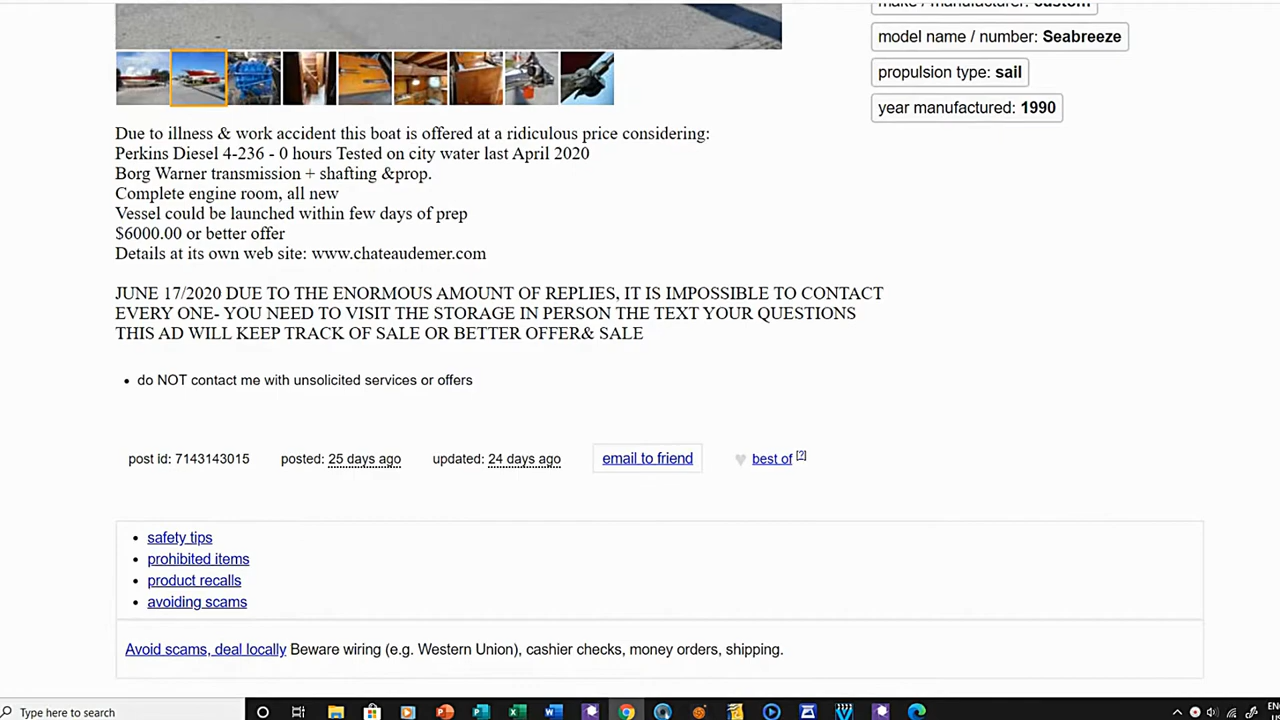 make / manufacturer: custom
model name / number: Seabreeze
propulsion type: sail
year manufactured: 1990
Due to illness & work accident this boat is offered at a ridiculous price considering:
Perkins Diesel 4-236 - 0 hours Tested on city water last April 2020
Borg Warner transmission + shafting &prop.
Complete engine room, all new
Vessel could be launched within few days of prep
$6000.00 or better offer
Details at its own web site: www.chateaudemer.com
JUNE 17/2020 DUE TO THE ENORMOUS AMOUNT OF REPLIES, IT IS IMPOSSIBLE TO CONTACT
EVERY ONE- YOU NEED TO VISIT THE STORAGE IN PERSON THE TEXT YOUR QUESTIONS
THIS AD WILL KEEP TRACK OF SALE OR BETTER OFFER& SALE
• do NOT contact me with unsolicited services or offers
post id: 7143143015 posted: 25 days ago updated: 24 days ago email to friend best of [?]
• safety tips
• prohibited items
• product recalls
• avoiding scams
Avoid scams, deal locally Beware wiring (e.g. Western Union), cashier checks, money orders, shipping.
Type here to search